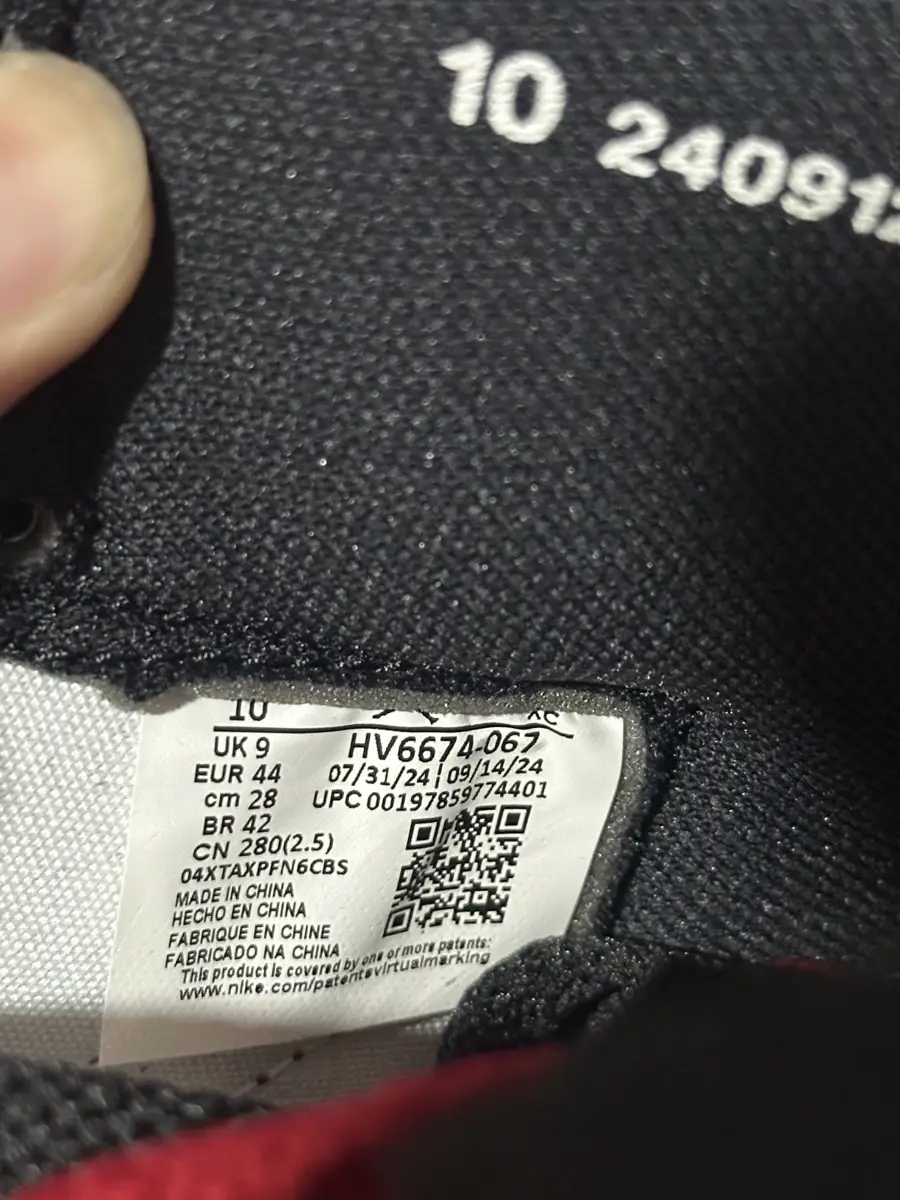 10 240912
10 XC
UK 9 HV6674-067
EUR 44 07/31/24 | 09/14/24
cm 28 UPC 00197859774401
BR 42
CN 280(2.5)
04XTAXPFN6CBS
MADE IN CHINA
HECHO EN CHINA
FABRIQUE EN CHINE
FABRICADO NA CHINA
This product is covered by one or more patents:
www.nike.com/patentsvirtualmarking